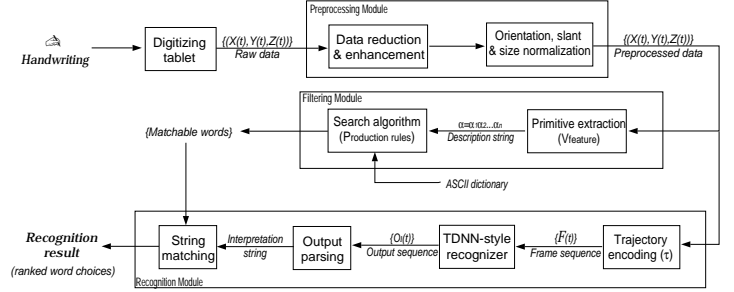 Preprocessing Module
Handwriting
Digitizing
tablet
{(X(t),Y(t),Z(t))}
Raw data
Data reduction
& enhancement
Orientation, slant
& size normalization
{(X(t),Y(t),Z(t))}
Preprocessed data
Filtering Module
{Matchable words}
Search algorithm
(Production rules)
α=α1α2...αn
Description string
Primitive extraction
(Vfeature)
ASCII dictionary
Recognition
result
(ranked word choices)
String
matching
Interpretation
string
Output
parsing
{Oi(t)}
Output sequence
TDNN-style
recognizer
{F(t)}
Frame sequence
Trajectory
encoding (τ)
Recognition Module